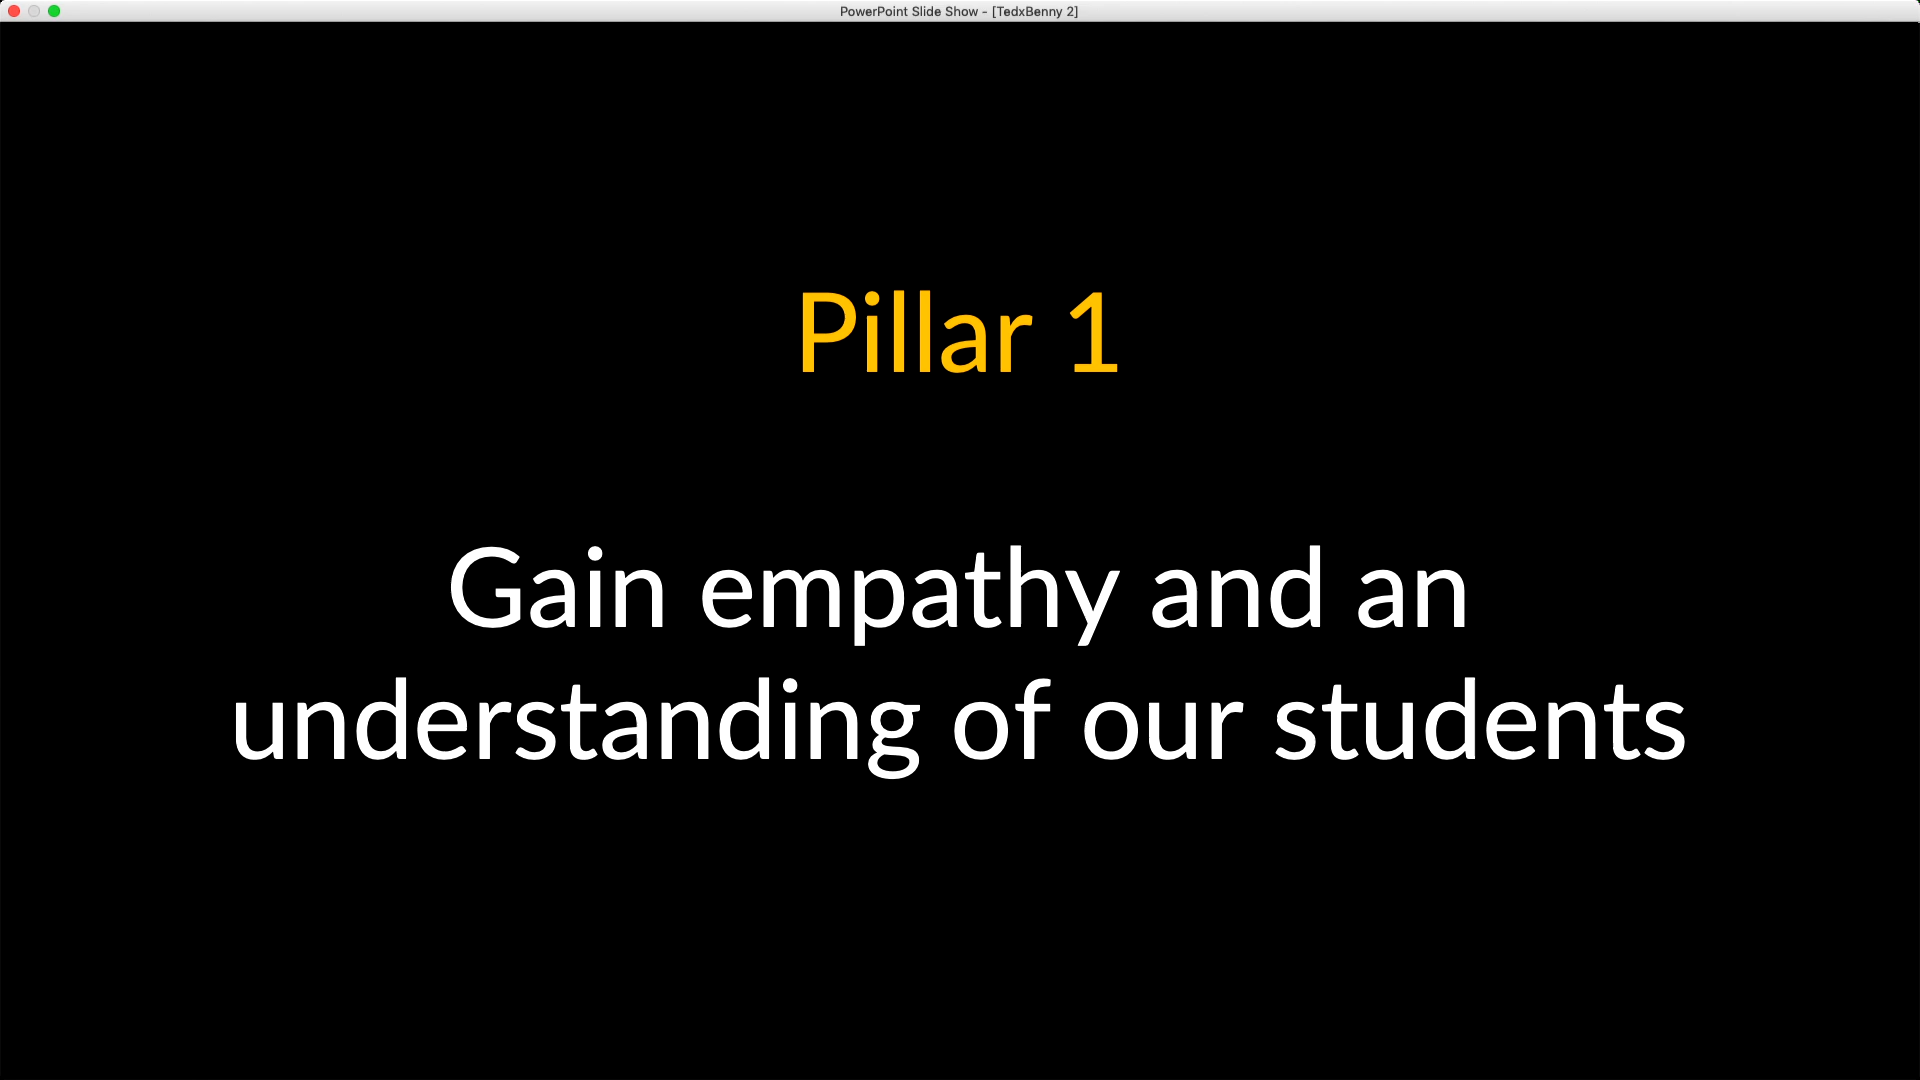 PowerPoint Slide Show - [TedxBenny 2]
Pillar 1
Gain empathy and an
understanding of our students